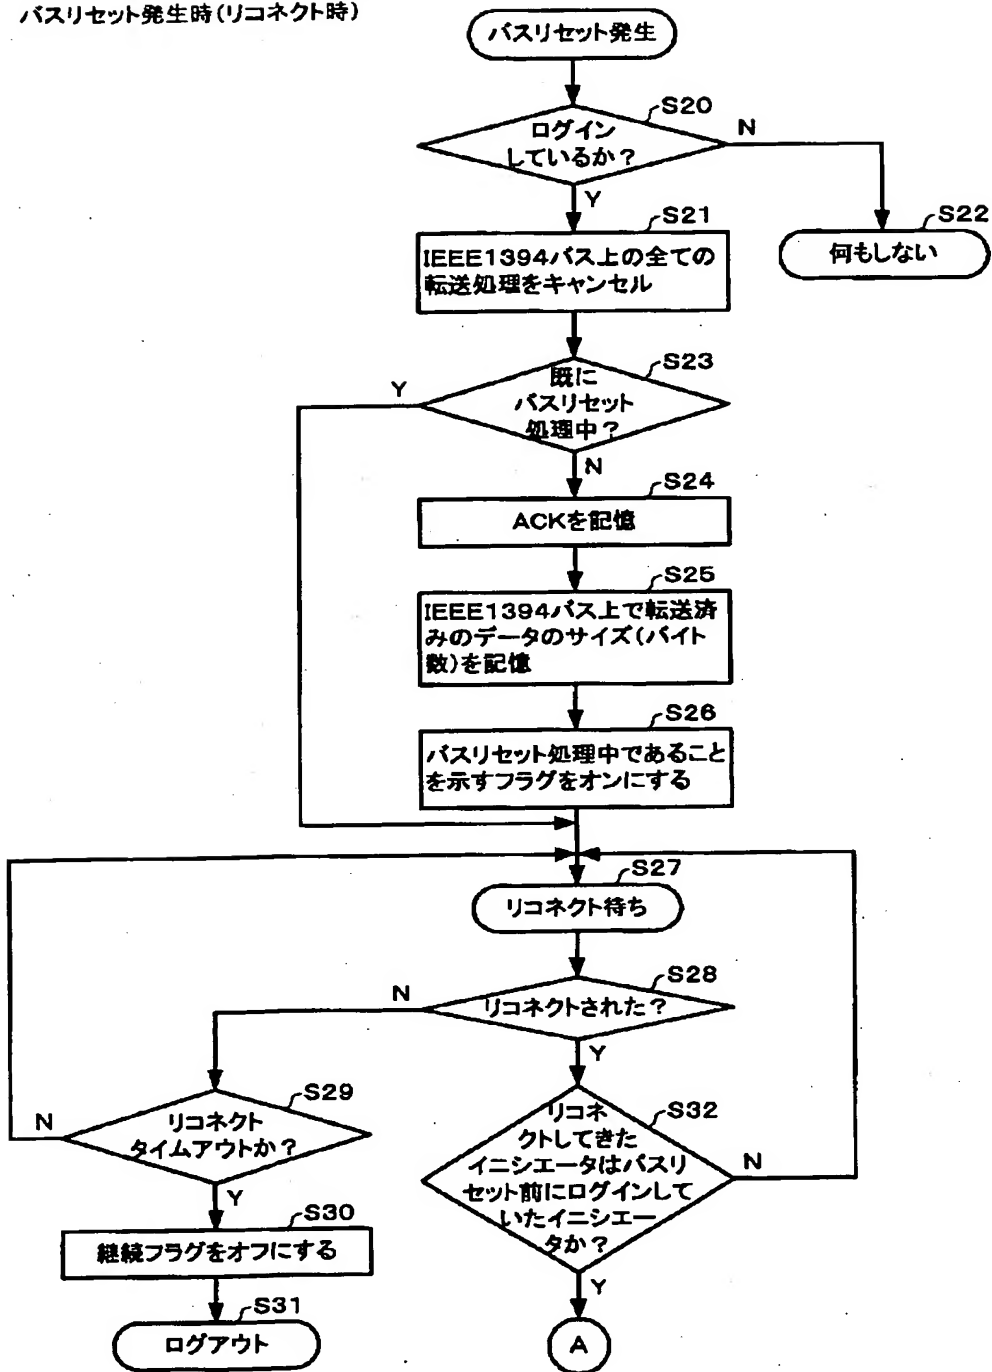 バスリセット発生時(リコネクト時)
バスリセット発生
S20
ログイン
しているか?
N
Y
S21
IEEE1394バス上の全ての
転送処理をキャンセル
S22
何もしない
S23
既に
バスリセット
処理中?
Y
N
S24
ACKを記憶
S25
IEEE1394バス上で転送済
みのデータのサイズ(バイト
数)を記憶
S26
バスリセット処理中であること
を示すフラグをオンにする
S27
リコネクト待ち
S28
リコネクトされた?
N
Y
S29
リコネクト
タイムアウトか?
N
Y
S30
継続フラグをオフにする
S31
ログアウト
S32
リコネ
クトしてきた
イニシエータはバスリ
セット前にログインして
いたイニシエー
タか?
N
Y
A